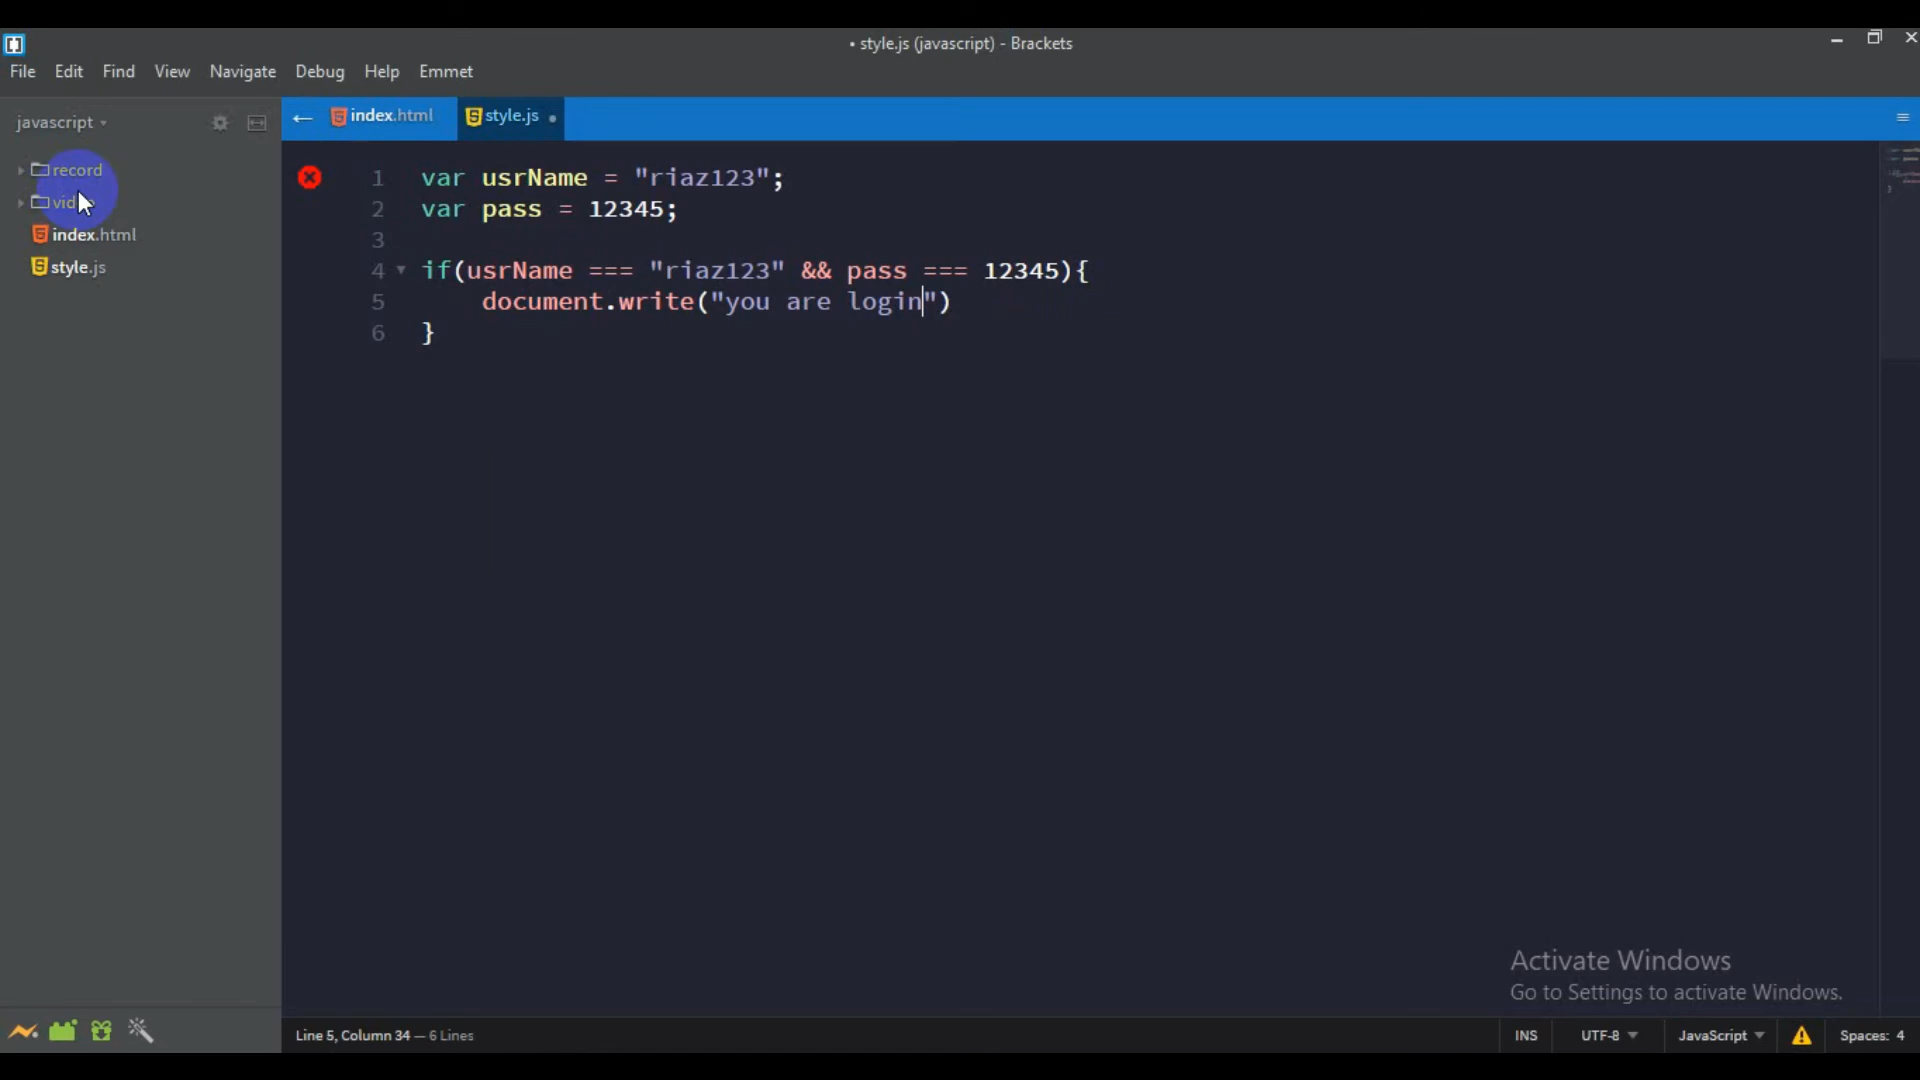 • style.js (javascript) - Brackets
File Edit Find View Navigate Debug Help Emmet
javascript
index.html style.js
record
index.html
style.js
1 var usrName = "riaz123";
2 var pass = 12345;
3
4 if(usrName === "riaz123" && pass === 12345){
5 document.write("you are login")
6 }
Activate Windows
Go to Settings to activate Windows.
Line 5, Column 34 — 6 Lines
INS UTF-8 JavaScript Spaces: 4